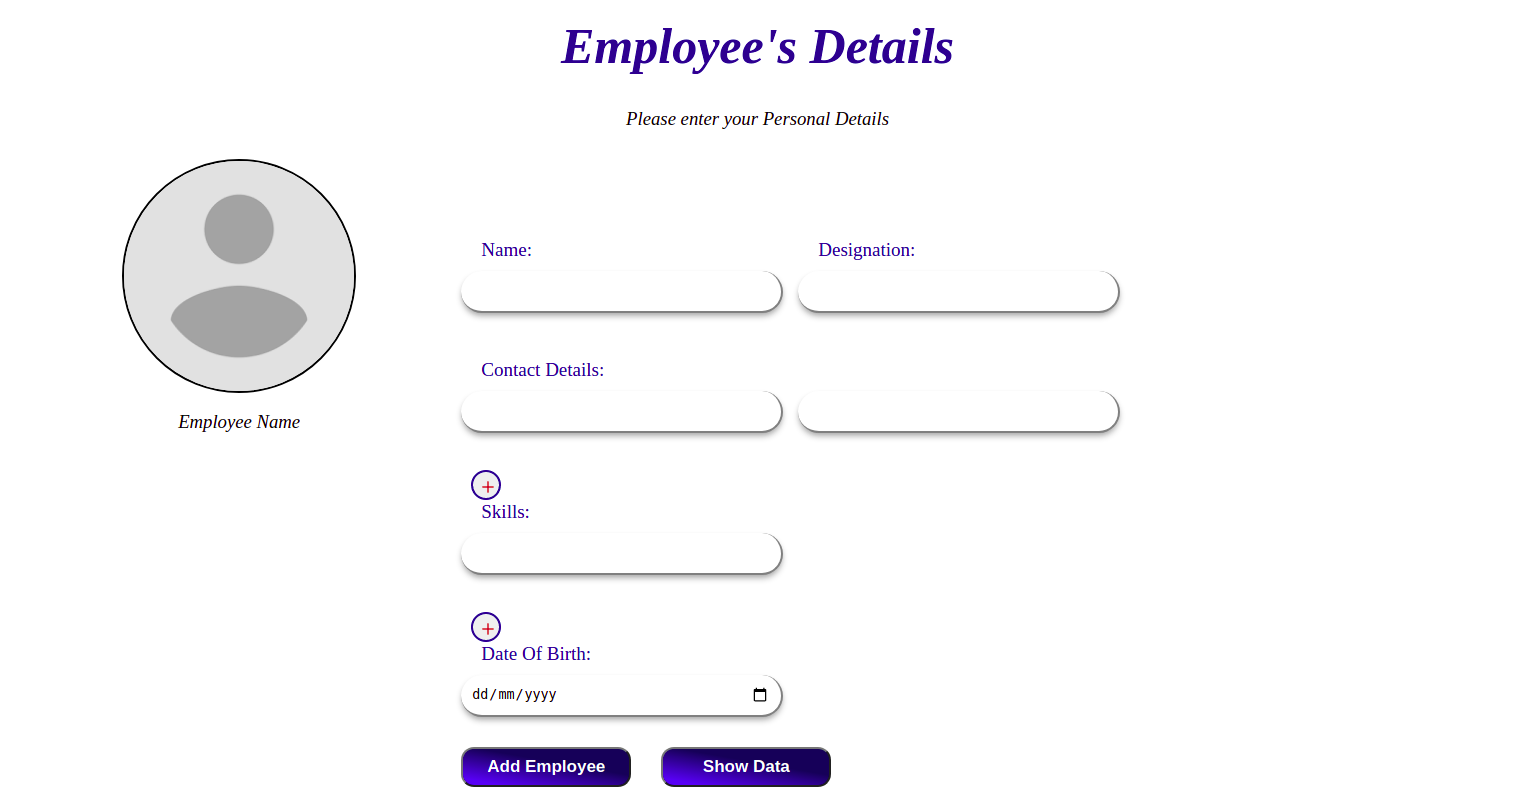 Employee's Details
Please enter your Personal Details
Name:
Designation:
Contact Details:
Employee Name
+
Skills:
+
Date Of Birth:
dd/mm/yyyy
Add Employee
Show Data